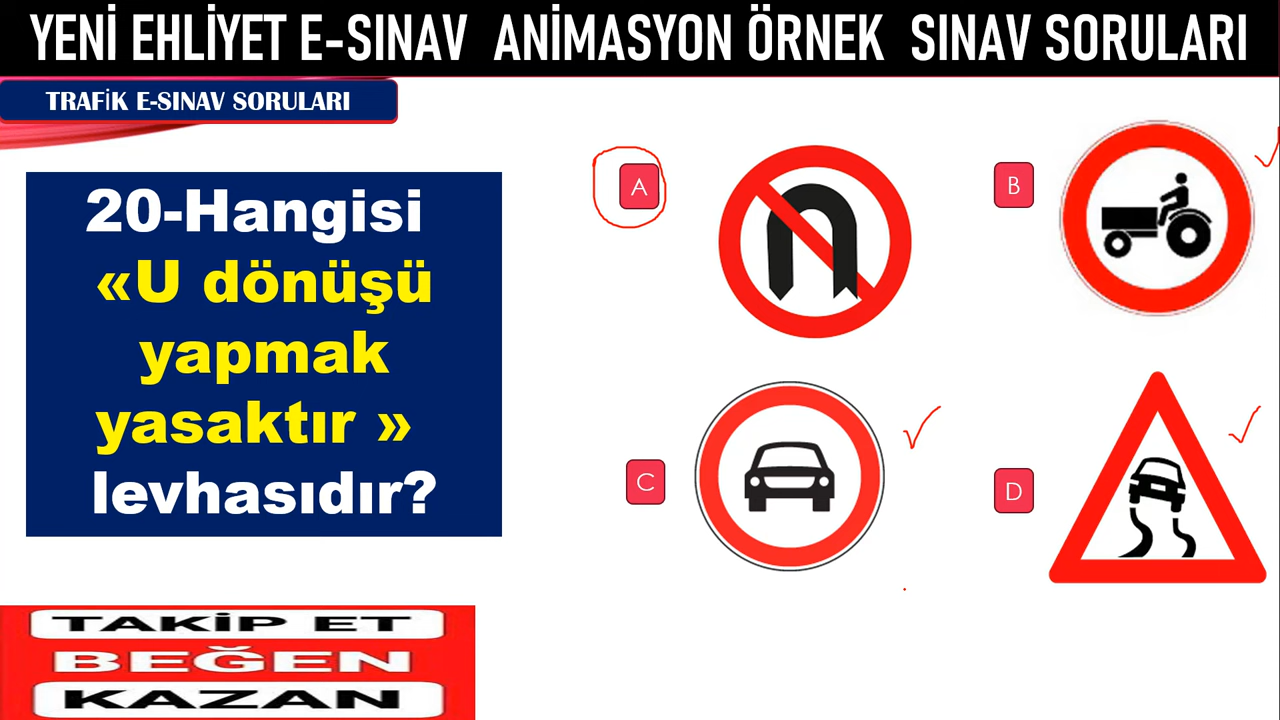 YENİ EHLİYET E-SINAV ANİMASYON ÖRNEK SINAV SORULARI
TRAFİK E-SINAV SORULARI
20-Hangisi
«U dönüşü
yapmak
yasaktır »
levhasıdır?
A
B
C
D
TAKİP ET
BEĞEN
KAZAN